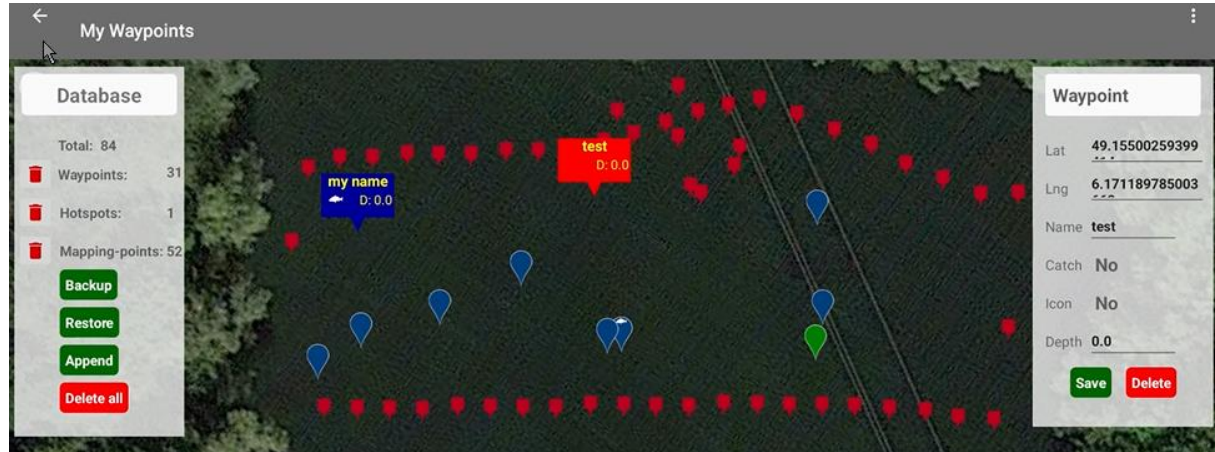 My Waypoints
Database
Total: 84
Waypoints: 31
Hotspots: 1
Mapping-points: 52
Backup
Restore
Append
Delete all
my name
D: 0.0
test
D: 0.0
Waypoint
Lat 49.15500259399
Lng 6.171189785003
Name test
Catch No
Icon No
Depth 0.0
Save Delete